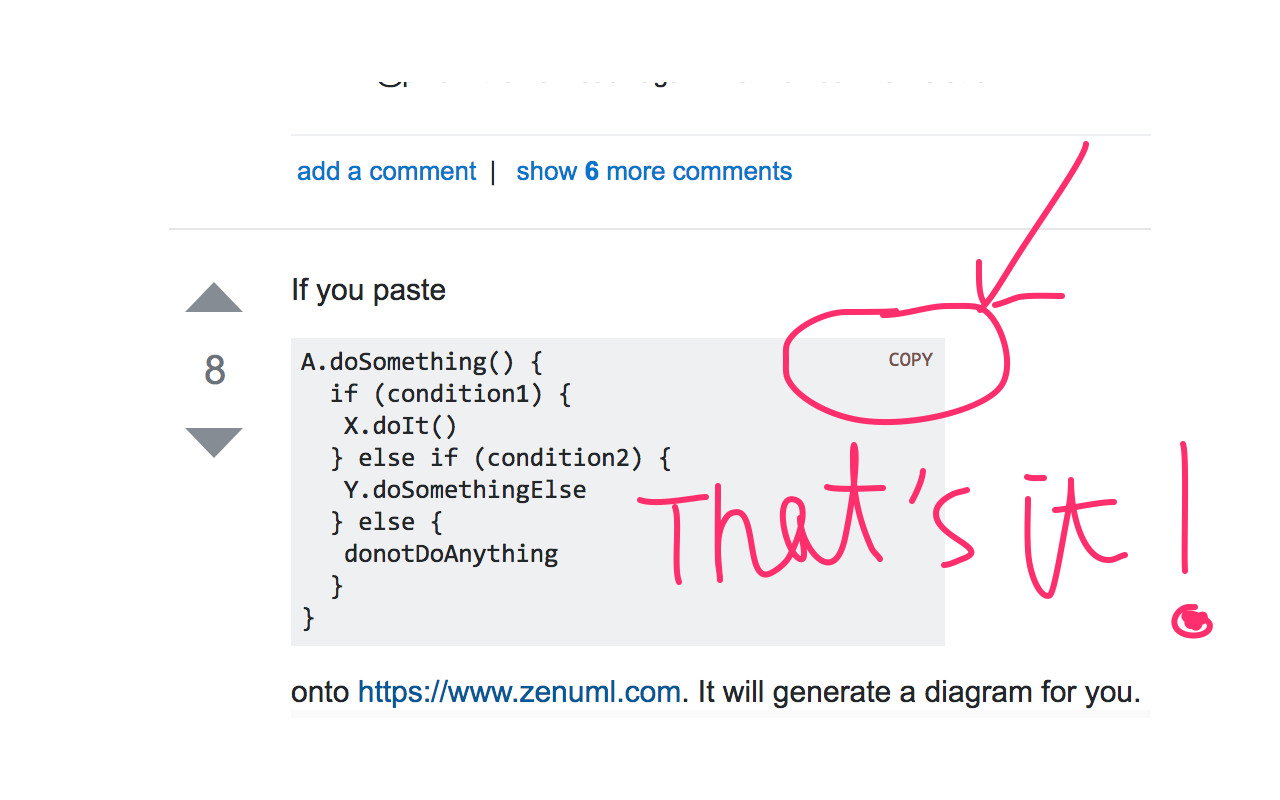 add a comment | show 6 more comments
If you paste
8
A.doSomething() {
COPY
  if (condition1) {
   X.doIt()
  } else if (condition2) {
   Y.doSomethingElse
  } else {
   donotDoAnything
  }
}
That's it!
onto https://www.zenuml.com. It will generate a diagram for you.